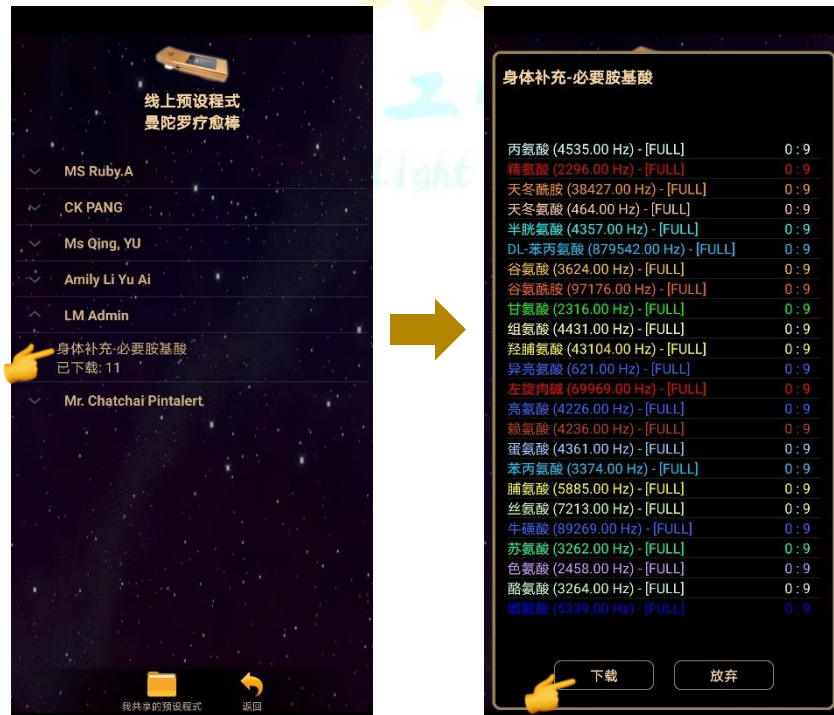 线上预设程式
曼陀罗疗愈棒
MS Ruby.A
CK PANG
Ms Qing, YU
Amily Li Yu Ai
LM Admin
身体补充-必要胺基酸
已下载: 11
Mr. Chatchai Pintalert
我共享的预设程式
返回
工
Light
身体补充-必要胺基酸
丙氨酸 (4535.00 Hz) - [FULL] 0 : 9
精氨酸 (2296.00 Hz) - [FULL] 0 : 9
天冬酰胺 (38427.00 Hz) - [FULL] 0 : 9
天冬氨酸 (464.00 Hz) - [FULL] 0 : 9
半胱氨酸 (4357.00 Hz) - [FULL] 0 : 9
DL-苯丙氨酸 (879542.00 Hz) - [FULL] 0 : 9
谷氨酸 (3624.00 Hz) - [FULL] 0 : 9
谷氨酰胺 (97176.00 Hz) - [FULL] 0 : 9
甘氨酸 (2316.00 Hz) - [FULL] 0 : 9
组氨酸 (4431.00 Hz) - [FULL] 0 : 9
羟脯氨酸 (43104.00 Hz) - [FULL] 0 : 9
异亮氨酸 (621.00 Hz) - [FULL] 0 : 9
左旋肉碱 (69969.00 Hz) - [FULL] 0 : 9
亮氨酸 (4226.00 Hz) - [FULL] 0 : 9
赖氨酸 (4236.00 Hz) - [FULL] 0 : 9
蛋氨酸 (4361.00 Hz) - [FULL] 0 : 9
苯丙氨酸 (3374.00 Hz) - [FULL] 0 : 9
脯氨酸 (5885.00 Hz) - [FULL] 0 : 9
丝氨酸 (7213.00 Hz) - [FULL] 0 : 9
牛磺酸 (89269.00 Hz) - [FULL] 0 : 9
苏氨酸 (3262.00 Hz) - [FULL] 0 : 9
色氨酸 (2458.00 Hz) - [FULL] 0 : 9
酪氨酸 (3264.00 Hz) - [FULL] 0 : 9
缬氨酸 (5339.00 Hz) - [FULL] 0 : 9
下载
放弃